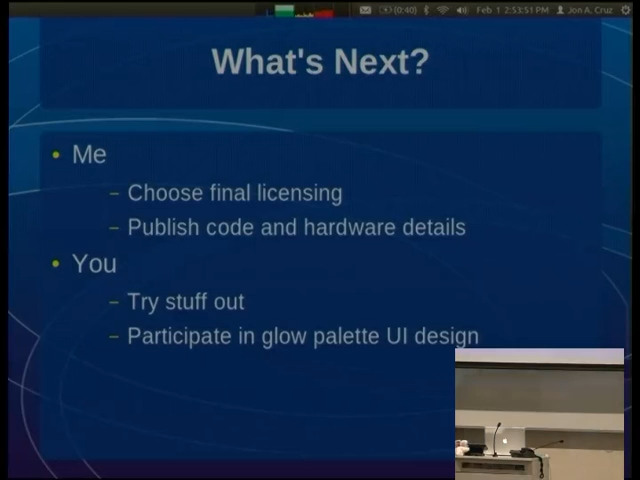 (0:40) Feb 1 2:53:51 PM Jon A. Cruz
What's Next?
• Me
– Choose final licensing
– Publish code and hardware details
• You
– Try stuff out
– Participate in glow palette UI design